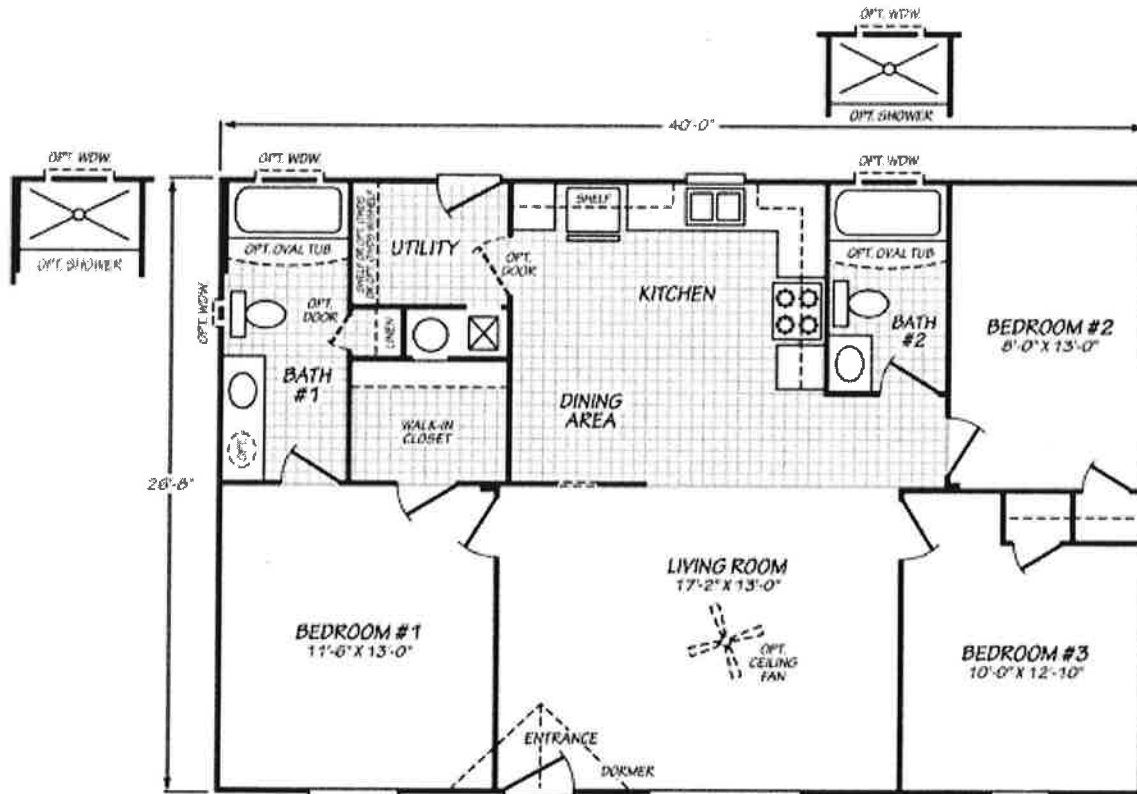 OPT. WDW.
OPT. SHOWER
40'-0"
OPT. WDW.
OPT. SHOWER
OPT. WDW.
OPT. WDW.
OPT. OVAL TUB
OPT. WDW.
OPT. DOOR
BATH
#1
OPT.
UTILITY
LINEN
OPT.
DOOR
WALK-IN
CLOSET
SHELF
KITCHEN
DINING
AREA
OPT. OVAL TUB
BATH
#2
BEDROOM #2
8'-0" X 13'-0"
26'-8"
BEDROOM #1
11'-6" X 13'-0"
LIVING ROOM
17'-2" X 13'-0"
OPT.
CEILING
FAN
BEDROOM #3
10'-0" X 12'-10"
ENTRANCE
DORMER